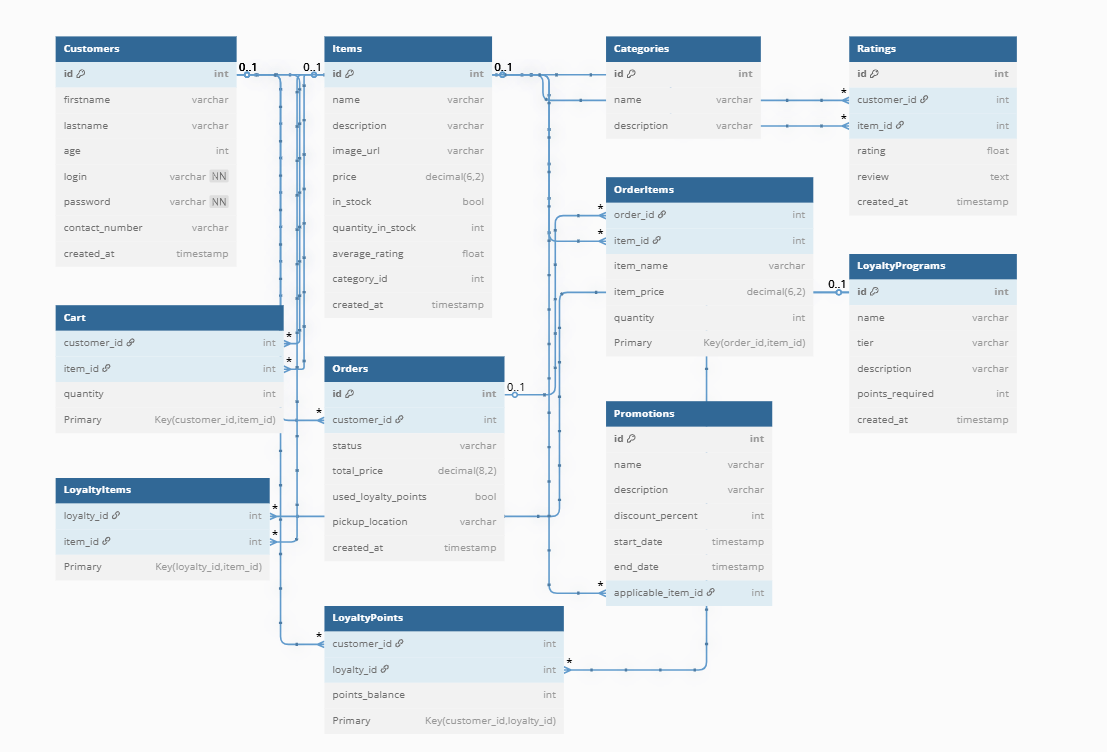 Customers
id int
firstname varchar
lastname varchar
age int
login varchar NN
password varchar NN
contact_number varchar
created_at timestamp
0..1
0..1
Items
id int
name varchar
description varchar
image_url varchar
price decimal(6,2)
in_stock bool
quantity_in_stock int
average_rating float
category_id int
created_at timestamp
0..1
Categories
id int
name varchar
description varchar
Ratings
id int
* customer_id int
* item_id int
rating float
review text
created_at timestamp
OrderItems
* order_id int
* item_id int
item_name varchar
item_price decimal(6,2)
quantity int
Primary Key(order_id,item_id)
0..1
LoyaltyPrograms
id int
name varchar
tier varchar
description varchar
points_required int
created_at timestamp
Cart
customer_id int *
item_id int *
quantity int
Primary Key(customer_id,item_id)
Orders
id int 0..1
* customer_id int
status varchar
total_price decimal(8,2)
used_loyalty_points bool
pickup_location varchar
created_at timestamp
Promotions
id int
name varchar
description varchar
discount_percent int
start_date timestamp
end_date timestamp
* applicable_item_id int
LoyaltyItems
loyalty_id int *
item_id int *
Primary Key(loyalty_id,item_id)
LoyaltyPoints
* customer_id int
loyalty_id int *
points_balance int
Primary Key(customer_id,loyalty_id)